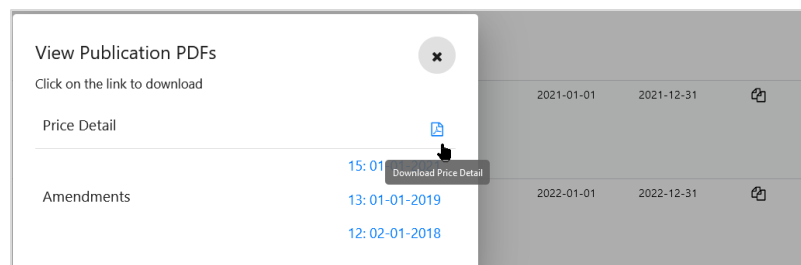 View Publication PDFs
Click on the link to download
Price Detail
Download Price Detail
15: 01-
Amendments
13: 01-01-2019
12: 02-01-2018
2021-01-01 2021-12-31
2022-01-01 2022-12-31